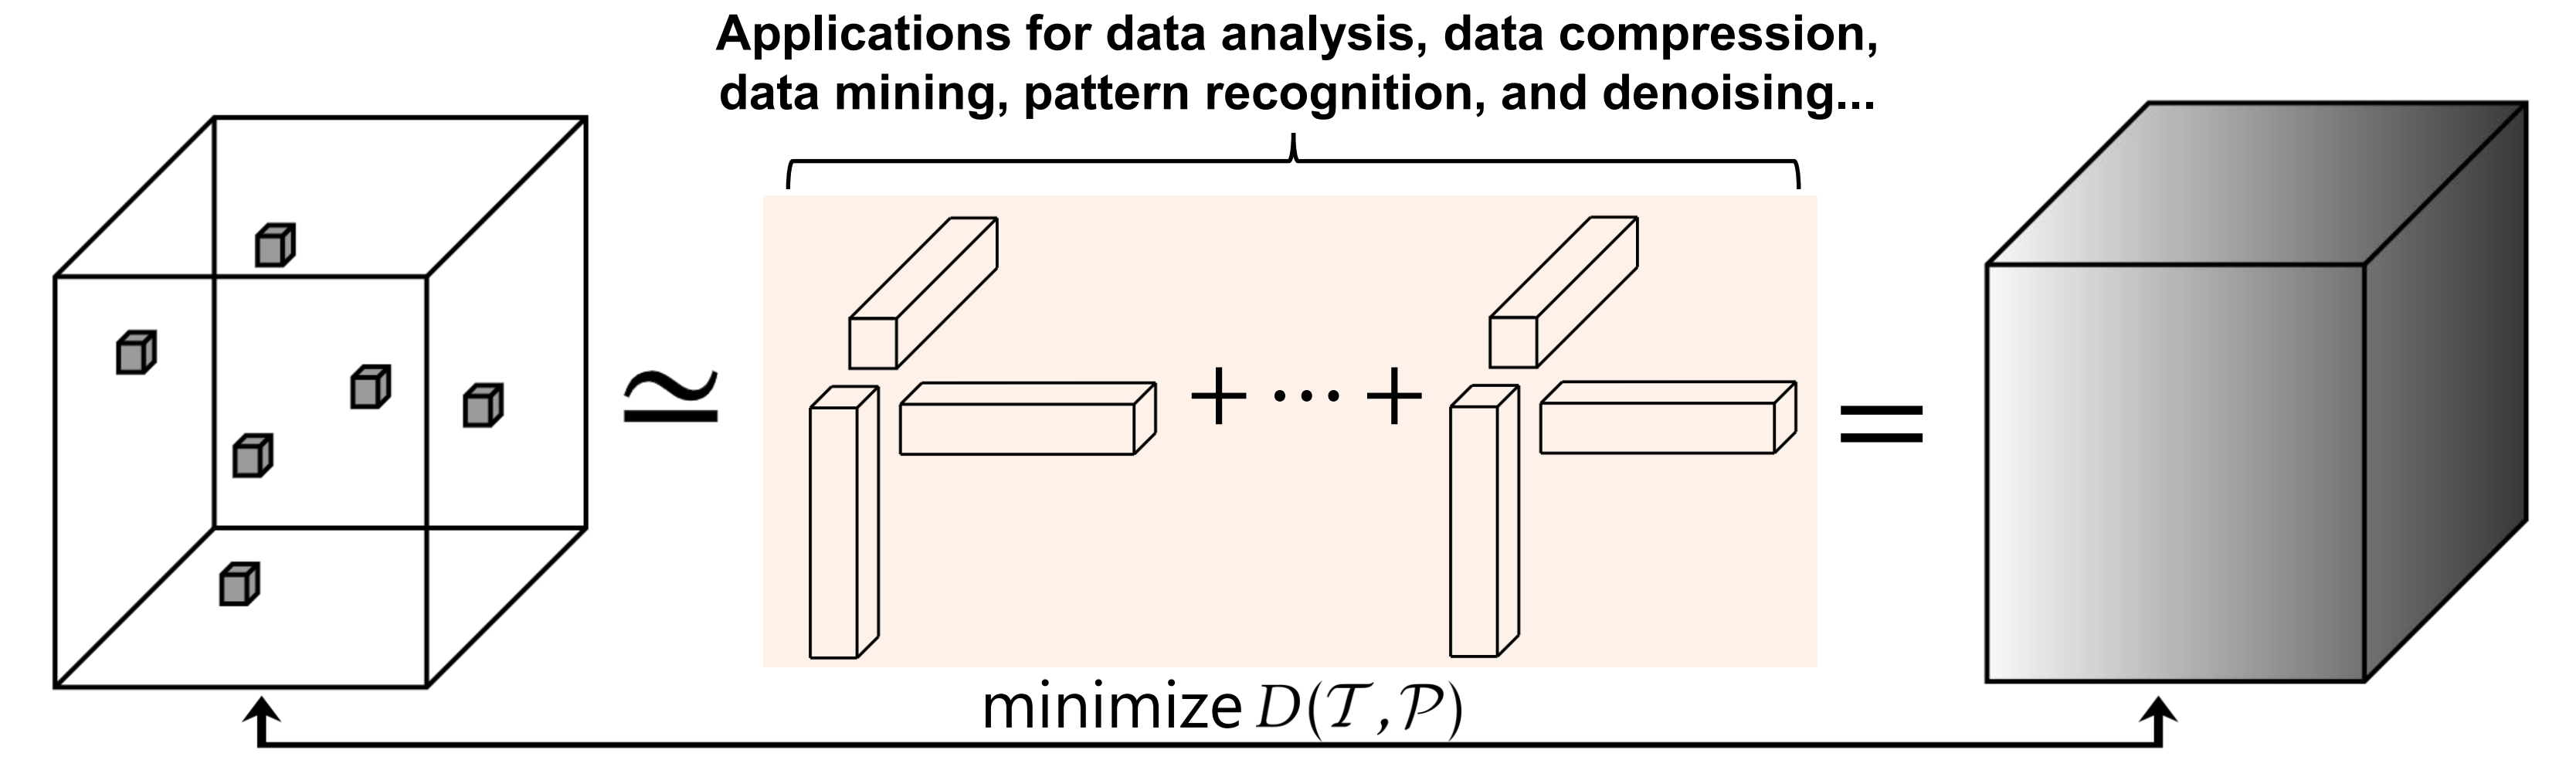 Applications for data analysis, data compression,
data mining, pattern recognition, and denoising...
≃ + ··· + =
minimize D(𝒯, 𝒫)